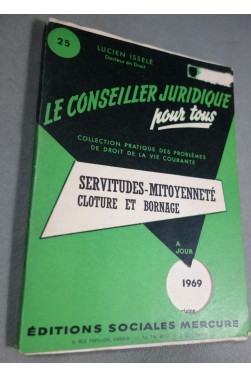 25
LUCIEN ISSELÉ
Docteur en Droit
LE CONSEILLER JURIDIQUE
pour tous
COLLECTION PRATIQUE DES PROBLÈMES
DE DROIT DE LA VIE COURANTE
SERVITUDES-MITOYENNETÉ
CLOTURE ET BORNAGE
A
JOUR
1969
ÉDITIONS SOCIALES MERCURE